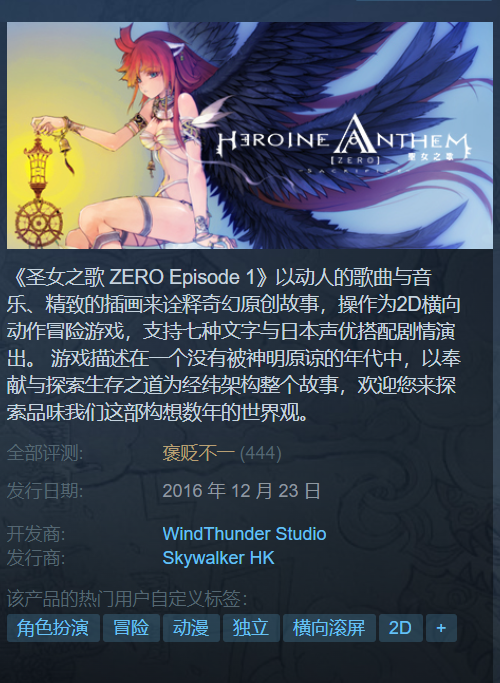 HEROINE ANTHEM
[ZERO]
聖女之歌
SACRIFICE
《圣女之歌 ZERO Episode 1》以动人的歌曲与音
乐、精致的插画来诠释奇幻原创故事，操作为2D横向
动作冒险游戏，支持七种文字与日本声优搭配剧情演
出。 游戏描述在一个没有被神明原谅的年代中，以奉
献与探索生存之道为经纬架构整个故事，欢迎您来探
索品味我们这部构想数年的世界观。
全部评测: 褒贬不一 (444)
发行日期: 2016 年 12 月 23 日
开发商: WindThunder Studio
发行商: Skywalker HK
该产品的热门用户自定义标签:
角色扮演 冒险 动漫 独立 横向滚屏 2D +